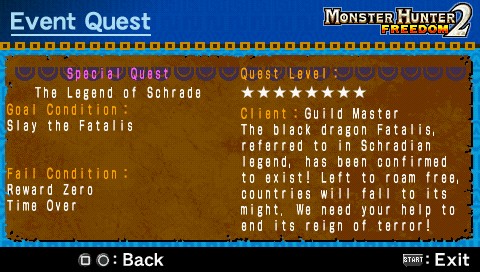 Event Quest
MONSTER HUNTER
FREEDOM 2
Special Quest
The Legend of Schrade
Goal Condition:
Slay the Fatalis
Fail Condition:
Reward Zero
Time Over
Quest Level:
★★★★★★★★
Client: Guild Master
The black dragon Fatalis,
referred to in Schradian
legend, has been confirmed
to exist! Left to roam free,
countries will fall to its
might. We need your help to
end its reign of terror!
□ ○: Back
START: Exit